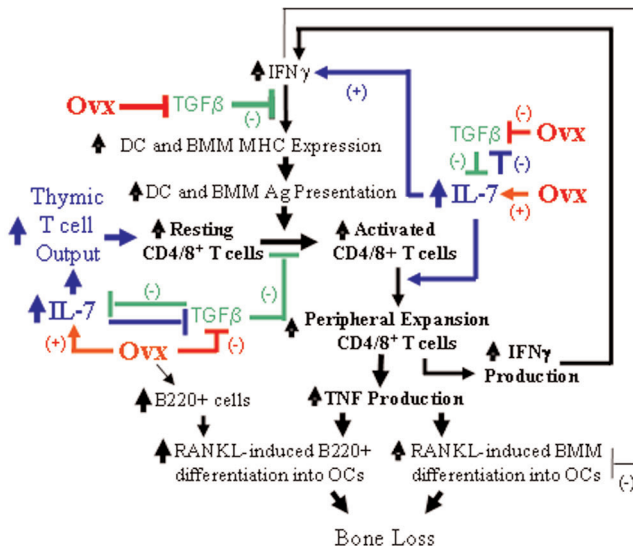 IFNγ
(+)
Ovx
TGFβ
(-)
(-)
TGFβ
Ovx
DC and BMM MHC Expression
(-)
(-)
Thymic
T cell
Output
DC and BMM Ag Presentation
IL-7
Ovx
(+)
Resting
CD4/8+ T cells
Activated
CD4/8+ T cells
(-)
(-)
IL-7
TGFβ
Peripheral Expansion
CD4/8+ T cells
(+)
Ovx
(-)
IFNγ
Production
B220+ cells
TNF Production
RANKL-induced B220+
differentiation into OCs
RANKL-induced BMM
differentiation into OCs
(-)
Bone Loss